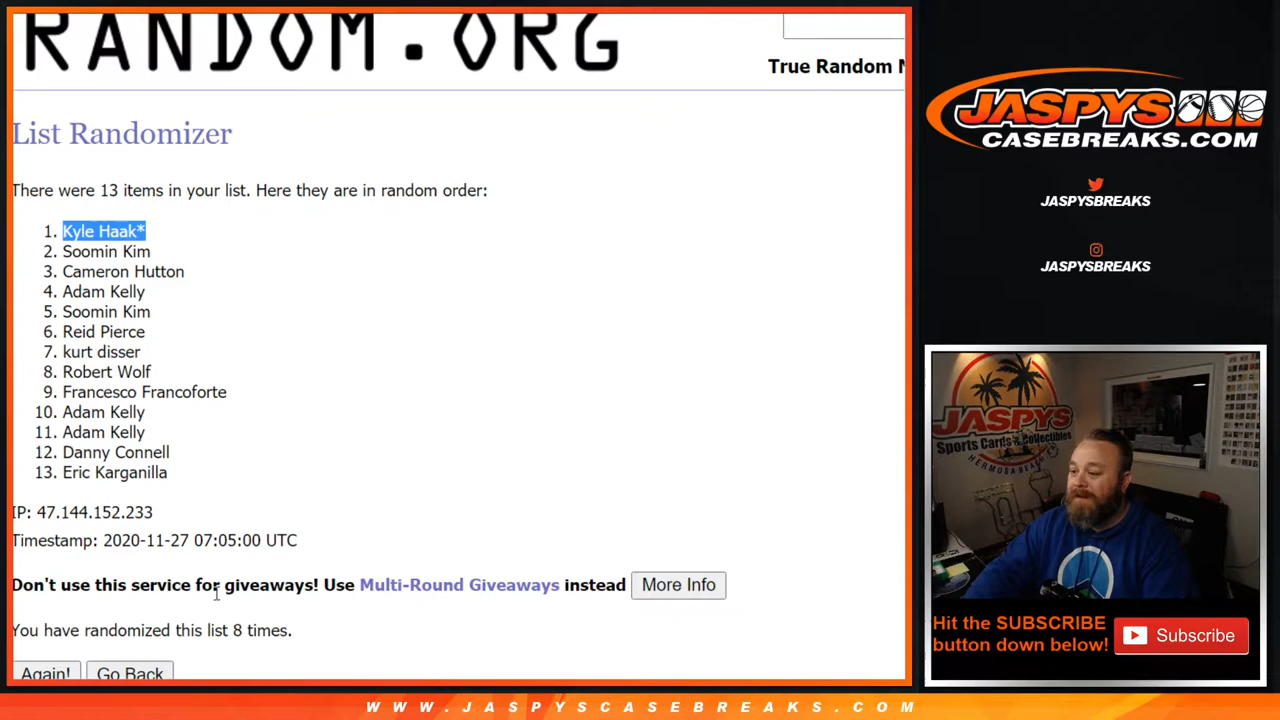 RANDOM.ORG
True Random N
List Randomizer
There were 13 items in your list. Here they are in random order:
1. Kyle Haak*
2. Soomin Kim
3. Cameron Hutton
4. Adam Kelly
5. Soomin Kim
6. Reid Pierce
7. kurt disser
8. Robert Wolf
9. Francesco Francoforte
10. Adam Kelly
11. Adam Kelly
12. Danny Connell
13. Eric Karganilla
IP: 47.144.152.233
Timestamp: 2020-11-27 07:05:00 UTC
Don't use this service for giveaways! Use Multi-Round Giveaways instead More Info
You have randomized this list 8 times.
Again! Go Back
JASPYS
CASEBREAKS.COM
JASPYSBREAKS
JASPYSBREAKS
JASPYS
Sports Cards & Collectibles
HERMOSA BEACH
Hit the SUBSCRIBE
button down below!
Subscribe
WWW.JASPYSCASEBREAKS.COM